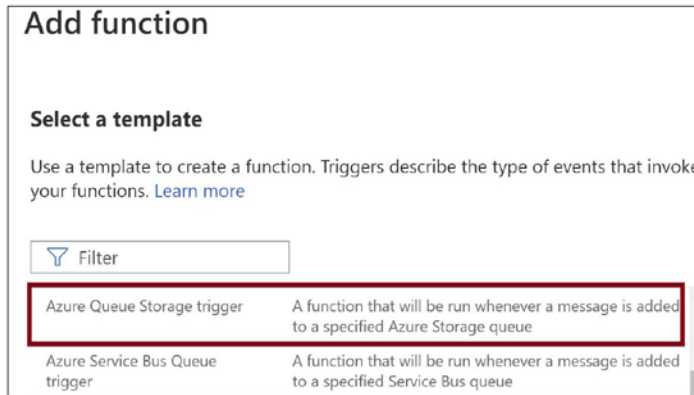 Add function
Select a template
Use a template to create a function. Triggers describe the type of events that invoke
your functions. Learn more
Filter
Azure Queue Storage trigger
A function that will be run whenever a message is added
to a specified Azure Storage queue
Azure Service Bus Queue
trigger
A function that will be run whenever a message is added
to a specified Service Bus queue